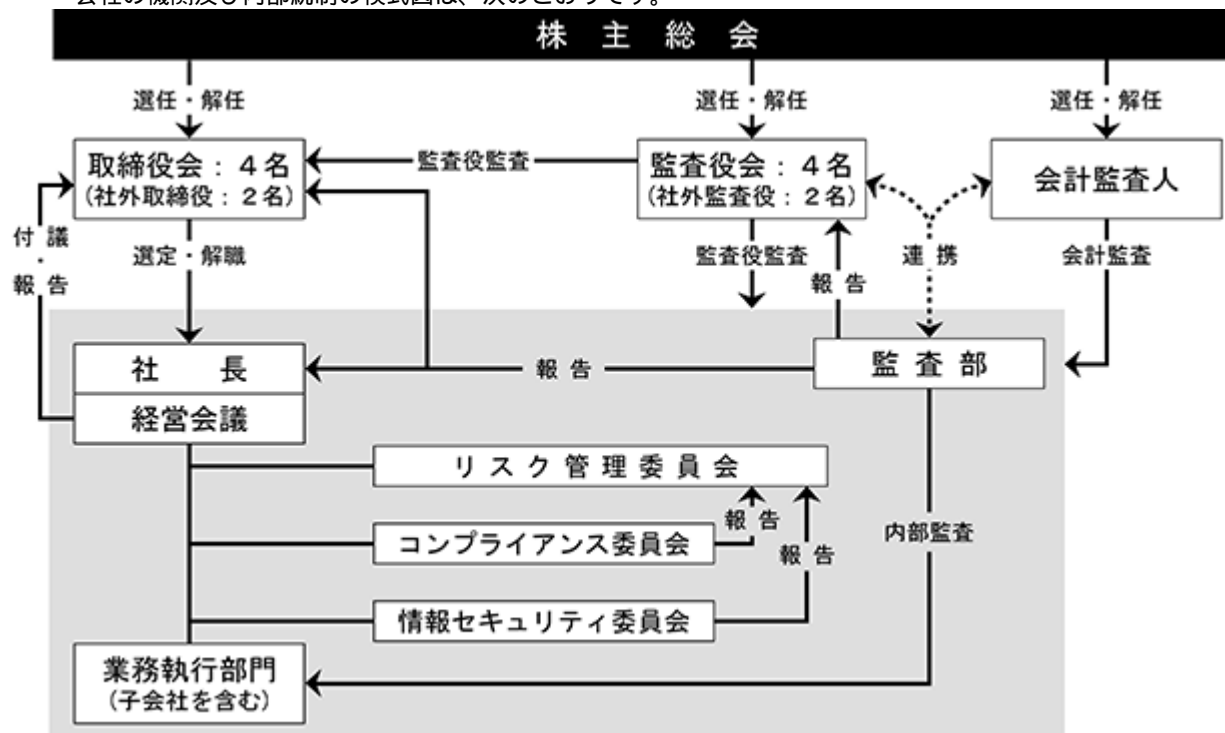 会社の機関及び内部統制の模式図は、次のとおりです。
株主総会
選任・解任
選任・解任
選任・解任
取締役会:4名
(社外取締役:2名)
監査役監査
監査役会:4名
(社外監査役:2名)
会計監査人
付議・報告
選定・解職
監査役監査
報告
連携
会計監査
社長
経営会議
報告
監査部
リスク管理委員会
報告
コンプライアンス委員会
報告
内部監査
情報セキュリティ委員会
業務執行部門
(子会社を含む)